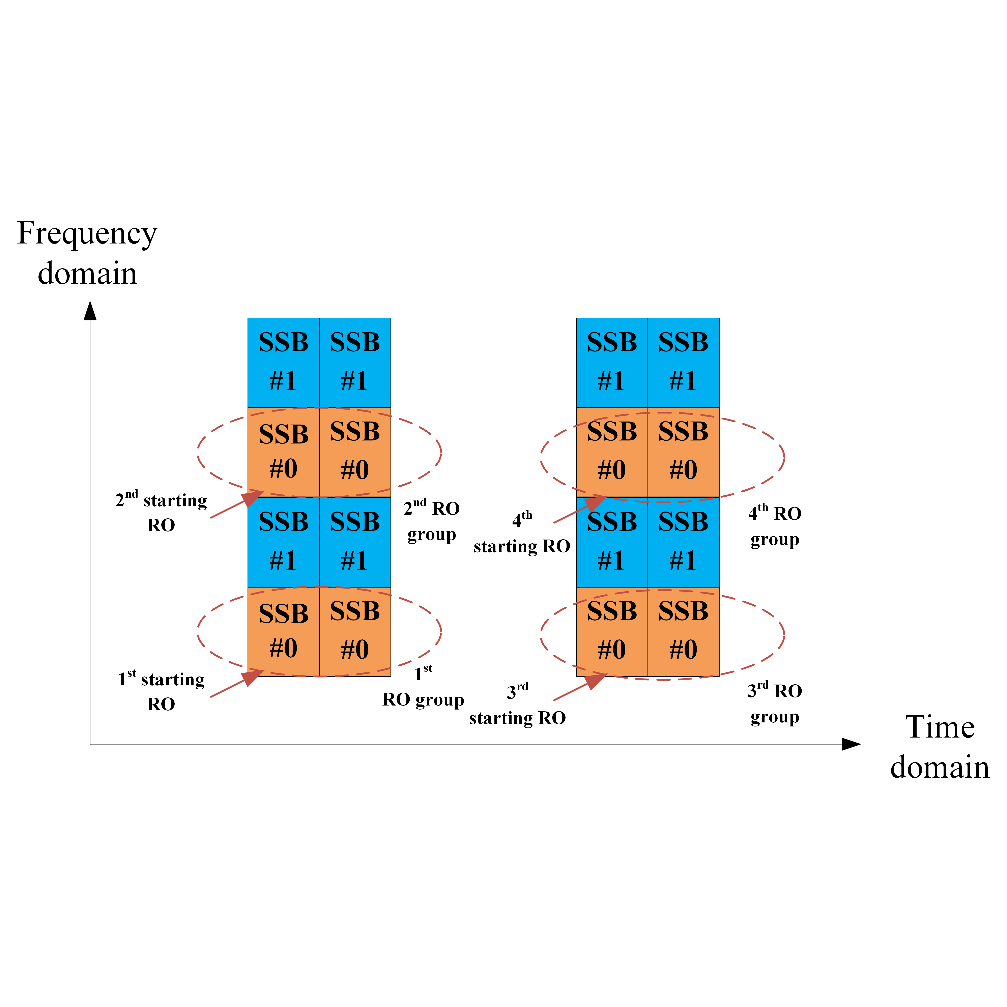 Frequency
domain
SSB SSB
#1 #1
SSB SSB
#0 #0
2nd starting
RO
2nd RO
group
SSB SSB
#1 #1
SSB SSB
#0 #0
1st starting
RO
1st
RO group
SSB SSB
#1 #1
SSB SSB
#0 #0
4th
starting RO
4th RO
group
SSB SSB
#1 #1
SSB SSB
#0 #0
3rd
starting RO
3rd RO
group
Time
domain